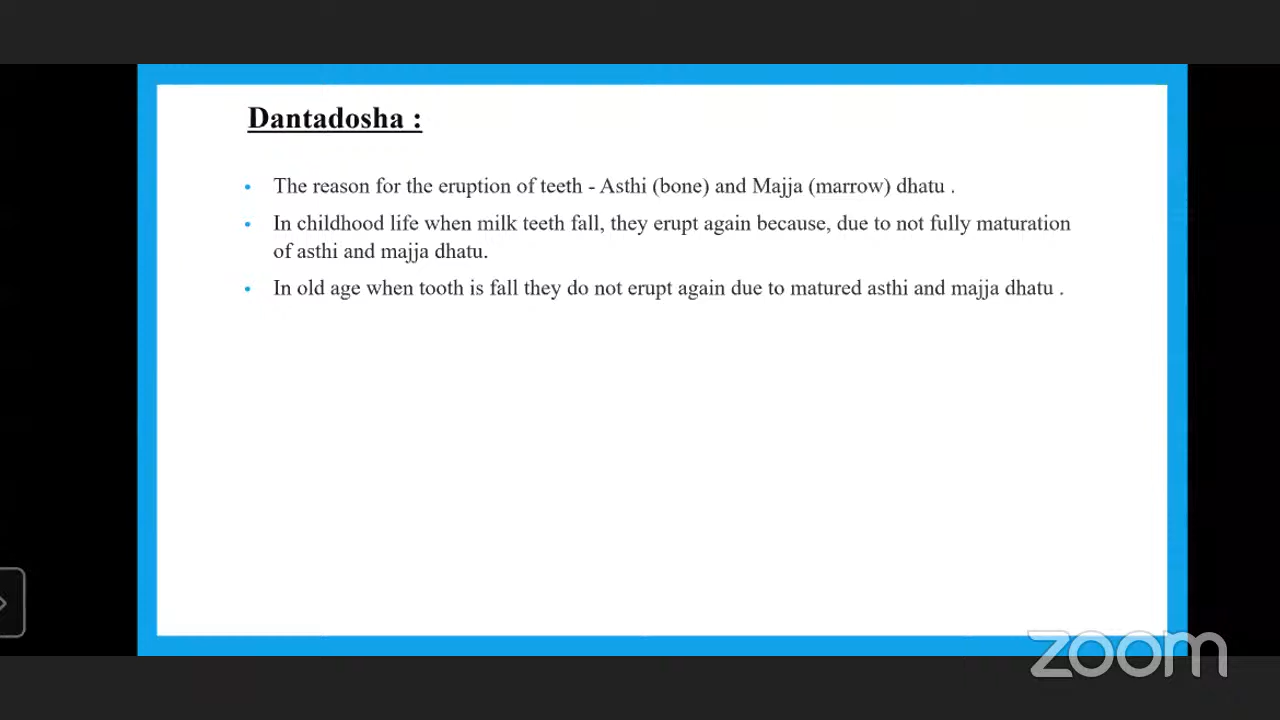 Dantadosha :
• The reason for the eruption of teeth - Asthi (bone) and Majja (marrow) dhatu .
• In childhood life when milk teeth fall, they erupt again because, due to not fully maturation
of asthi and majja dhatu.
• In old age when tooth is fall they do not erupt again due to matured asthi and majja dhatu .
zoom